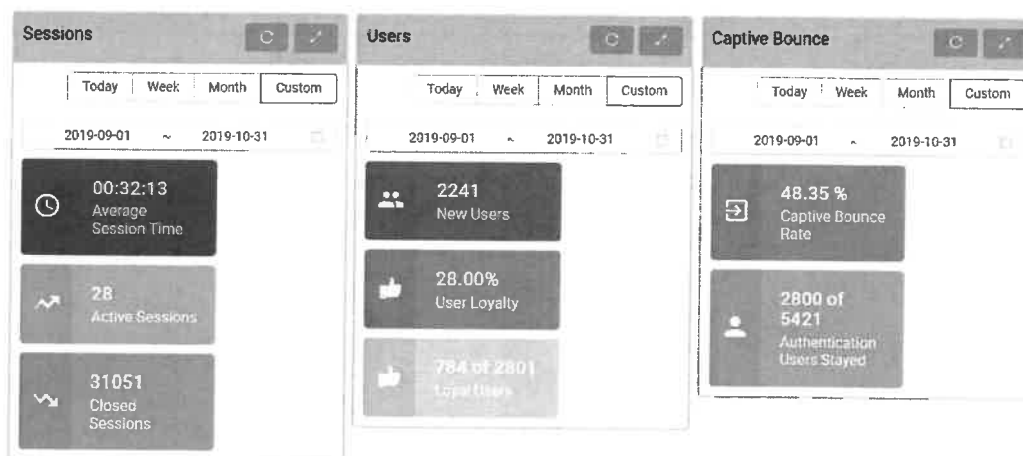 Sessions
Today Week Month Custom
2019-09-01 ~ 2019-10-31
00:32:13
Average
Session Time
28
Active Sessions
31051
Closed
Sessions
Users
Today Week Month Custom
2019-09-01 ~ 2019-10-31
2241
New Users
28.00%
User Loyalty
784 of 2801
Loyal Users
Captive Bounce
Today Week Month Custom
2019-09-01 ~ 2019-10-31
48.35 %
Captive Bounce
Rate
2800 of
5421
Authentication
Users Stayed